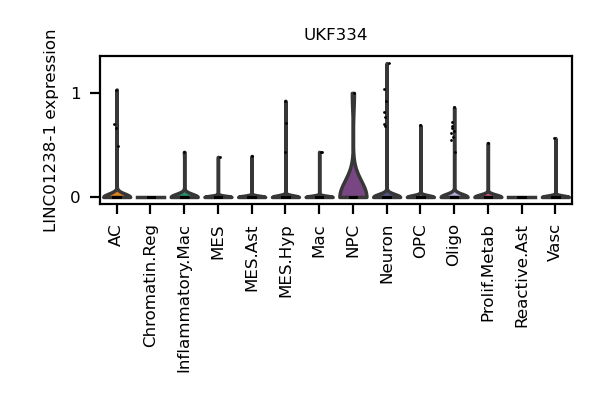 UKF334
LINC01238-1 expression
1
0
AC
Chromatin.Reg
Inflammatory.Mac
MES
MES.Ast
MES.Hyp
Mac
NPC
Neuron
OPC
Oligo
Prolif.Metab
Reactive.Ast
Vasc